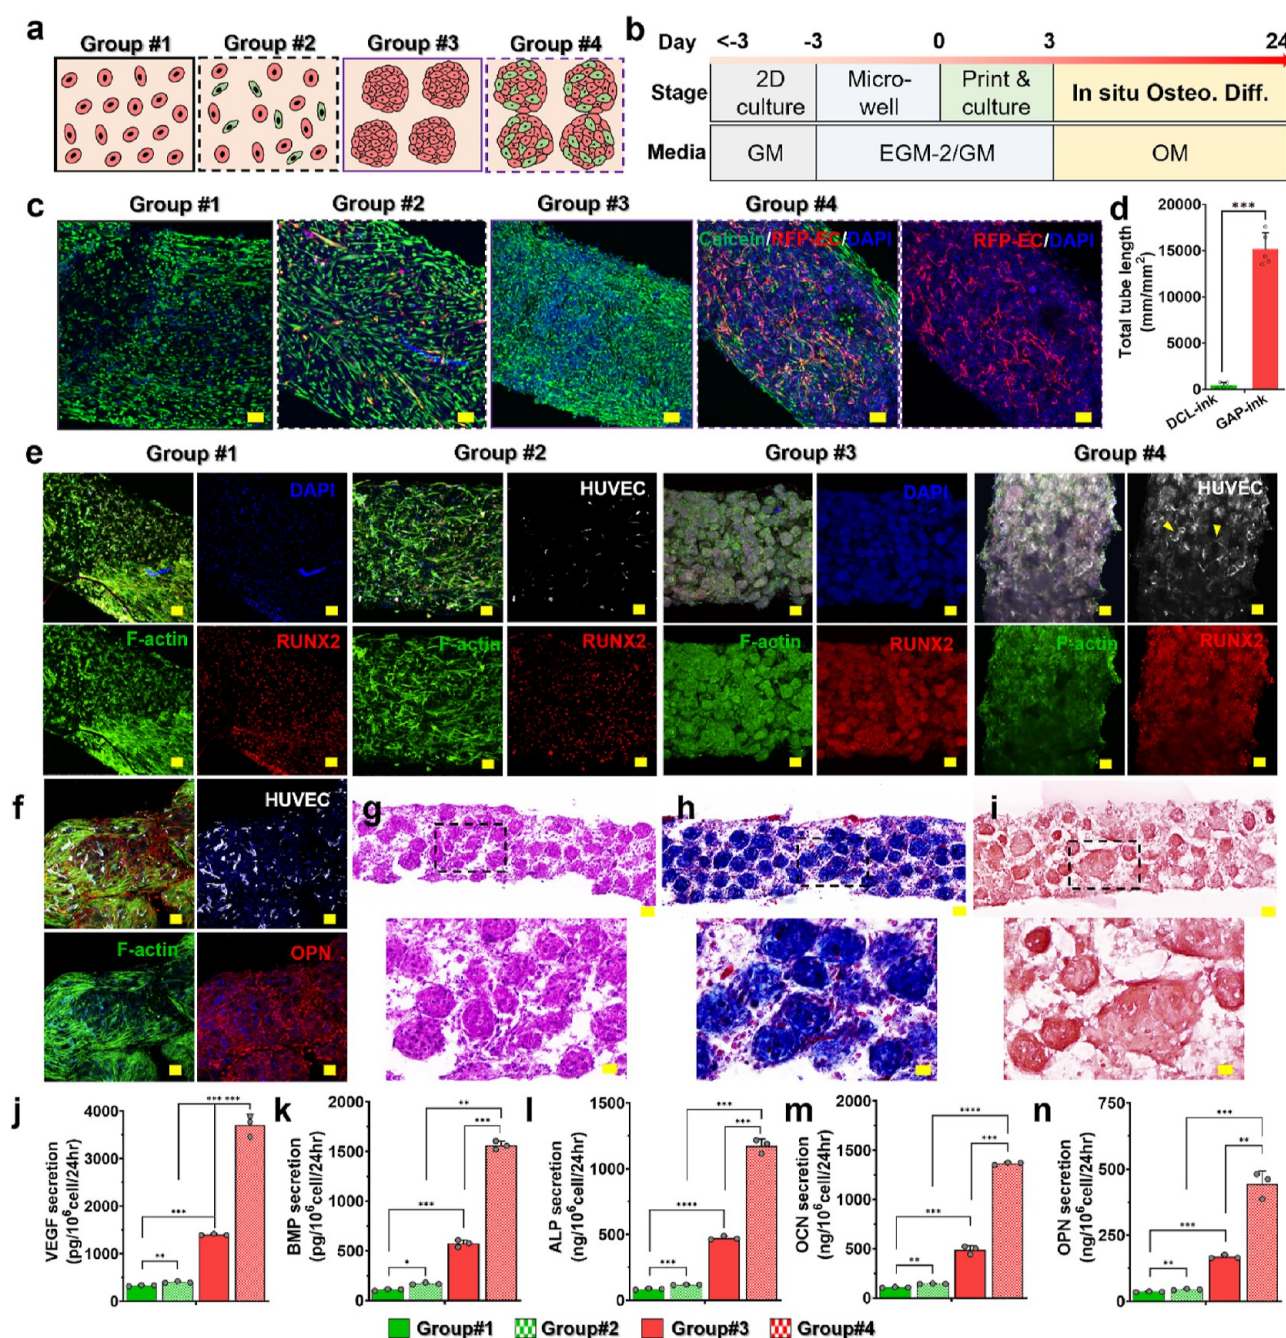 a
Group #1
Group #2
Group #3
Group #4
b
Day
<-3
-3
0
3
24
Stage
2D culture
Micro-well
Print & culture
In situ Osteo. Diff.
Media
GM
EGM-2/GM
OM
c
Group #1
Group #2
Group #3
Group #4
Calcein/RFP-EC/DAPI
RFP-EC/DAPI
d
Total tube length
(mm/mm²)
20000
15000
10000
5000
0
***
DCL-ink
GAP-ink
e
Group #1
Group #2
Group #3
Group #4
DAPI
HUVEC
DAPI
HUVEC
F-actin
RUNX2
F-actin
RUNX2
F-actin
RUNX2
F-actin
RUNX2
f
HUVEC
F-actin
OPN
g
h
i
j
VEGF secretion
(pg/10⁶cell/24hr)
4000
3000
2000
1000
0
**
***
*** ***
k
BMP secretion
(pg/10⁶cell/24hr)
2000
1500
1000
500
0
*
***
***
**
l
ALP secretion
(ng/10⁶cell/24hr)
1500
1000
500
0
***
****
***
***
m
OCN secretion
(ng/10⁶cell/24hr)
2000
1500
1000
500
0
**
***
***
****
n
OPN secretion
(ng/10⁶cell/24hr)
750
500
250
0
**
***
**
***
Group#1
Group#2
Group#3
Group#4